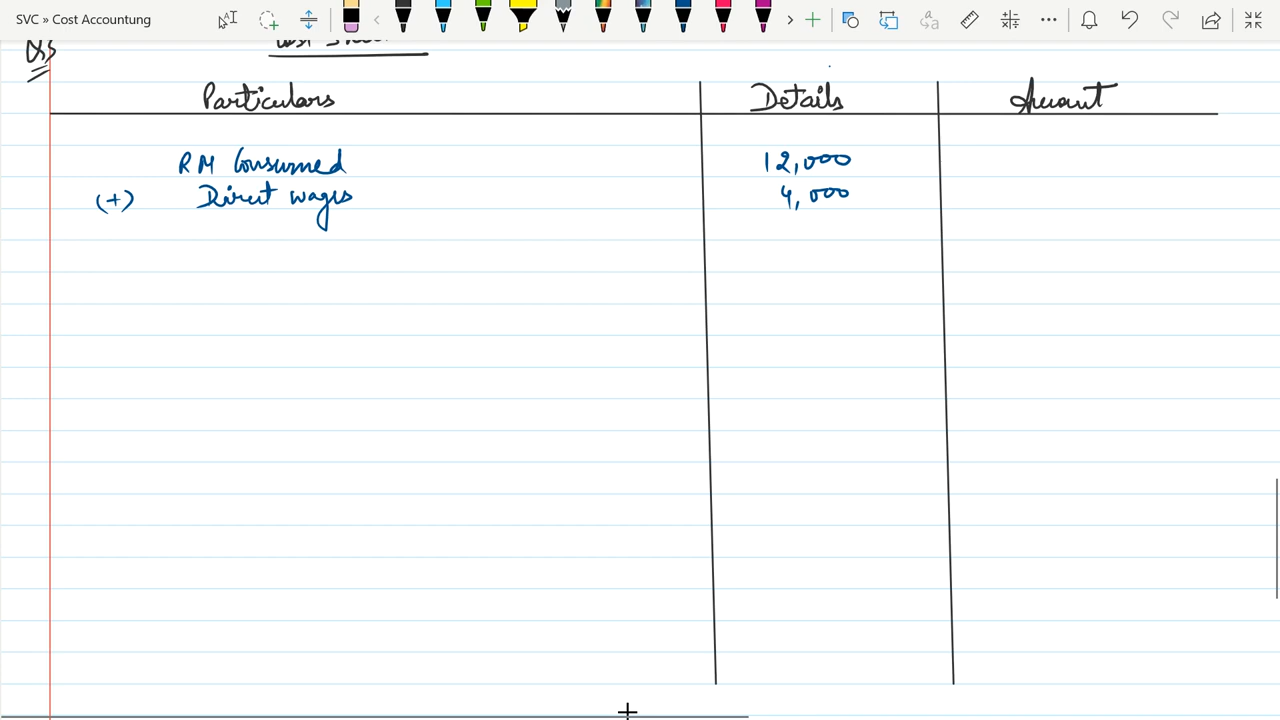 SVC » Cost Accountung
Particulars Details Amount
RM Consumed 12,000
(+) Direct wages 4,000